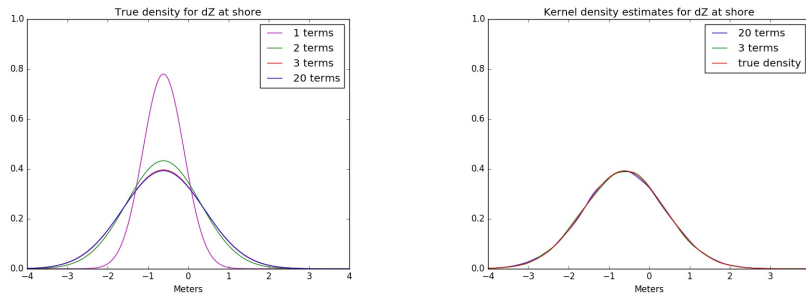 True density for dZ at shore
1 terms
2 terms
3 terms
20 terms
1.0
0.8
0.6
0.4
0.2
0.0
−4 −3 −2 −1 0 1 2 3 4
Meters
Kernel density estimates for dZ at shore
20 terms
3 terms
true density
1.0
0.8
0.6
0.4
0.2
0.0
−4 −3 −2 −1 0 1 2 3
Meters